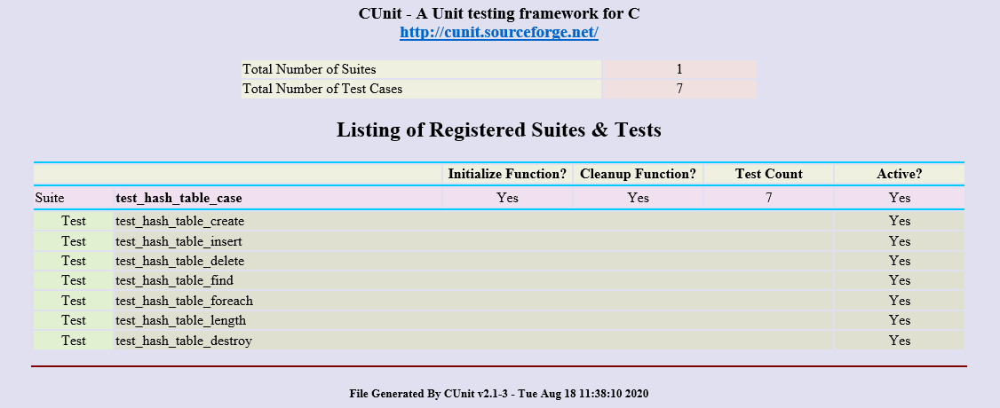 CUnit - A Unit testing framework for C
http://cunit.sourceforge.net/
Total Number of Suites 1
Total Number of Test Cases 7
Listing of Registered Suites & Tests
Initialize Function? Cleanup Function? Test Count Active?
Suite test_hash_table_case Yes Yes 7 Yes
Test test_hash_table_create Yes
Test test_hash_table_insert Yes
Test test_hash_table_delete Yes
Test test_hash_table_find Yes
Test test_hash_table_foreach Yes
Test test_hash_table_length Yes
Test test_hash_table_destroy Yes
File Generated By CUnit v2.1-3 - Tue Aug 18 11:38:10 2020